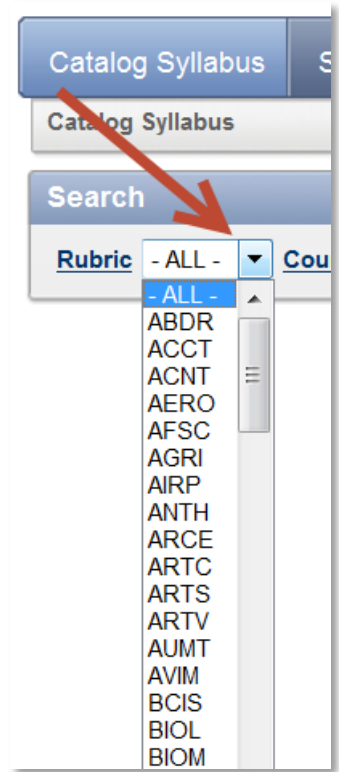 Catalog Syllabus S
Catalog Syllabus
Search
Rubric - ALL - Cou
- ALL -
ABDR
ACCT
ACNT
AERO
AFSC
AGRI
AIRP
ANTH
ARCE
ARTC
ARTS
ARTV
AUMT
AVIM
BCIS
BIOL
BIOM